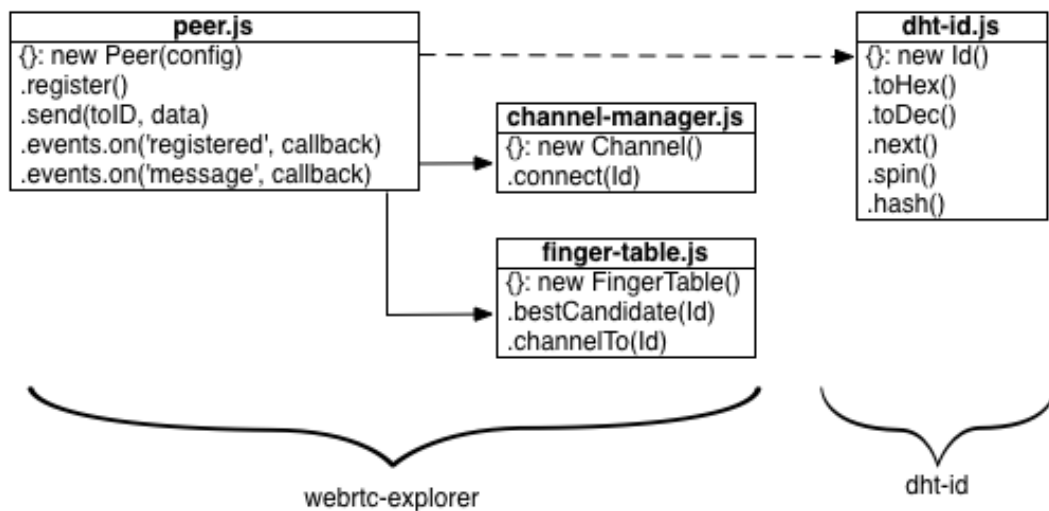 peer.js
{}: new Peer(config)
.register()
.send(toID, data)
.events.on('registered', callback)
.events.on('message', callback)
channel-manager.js
{}: new Channel()
.connect(Id)
finger-table.js
{}: new FingerTable()
.bestCandidate(Id)
.channelTo(Id)
dht-id.js
{}: new Id()
.toHex()
.toDec()
.next()
.spin()
.hash()
webrtc-explorer
dht-id